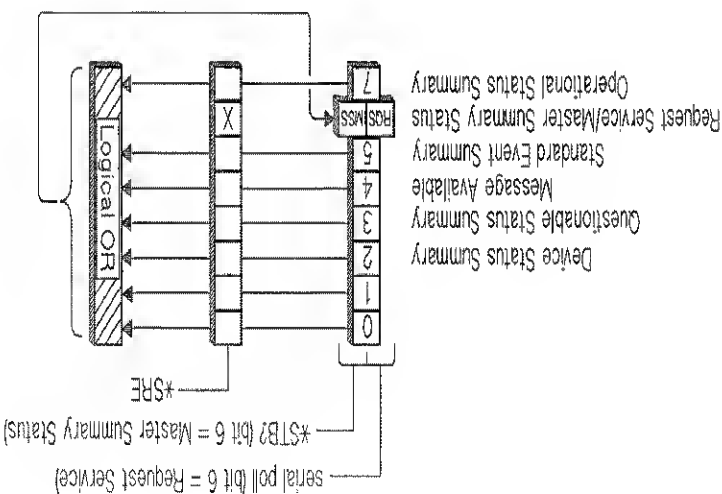 serial poll (bit 6 = Request Service)
*STB? (bit 6 = Master Summary Status)
*SRE
0
1
Device Status Summary 2
Questionable Status Summary 3
Message Available 4
Standard Event Summary 5
Request Service/Master Summary Status RQS MSS X
Operational Status Summary 7
Logical OR